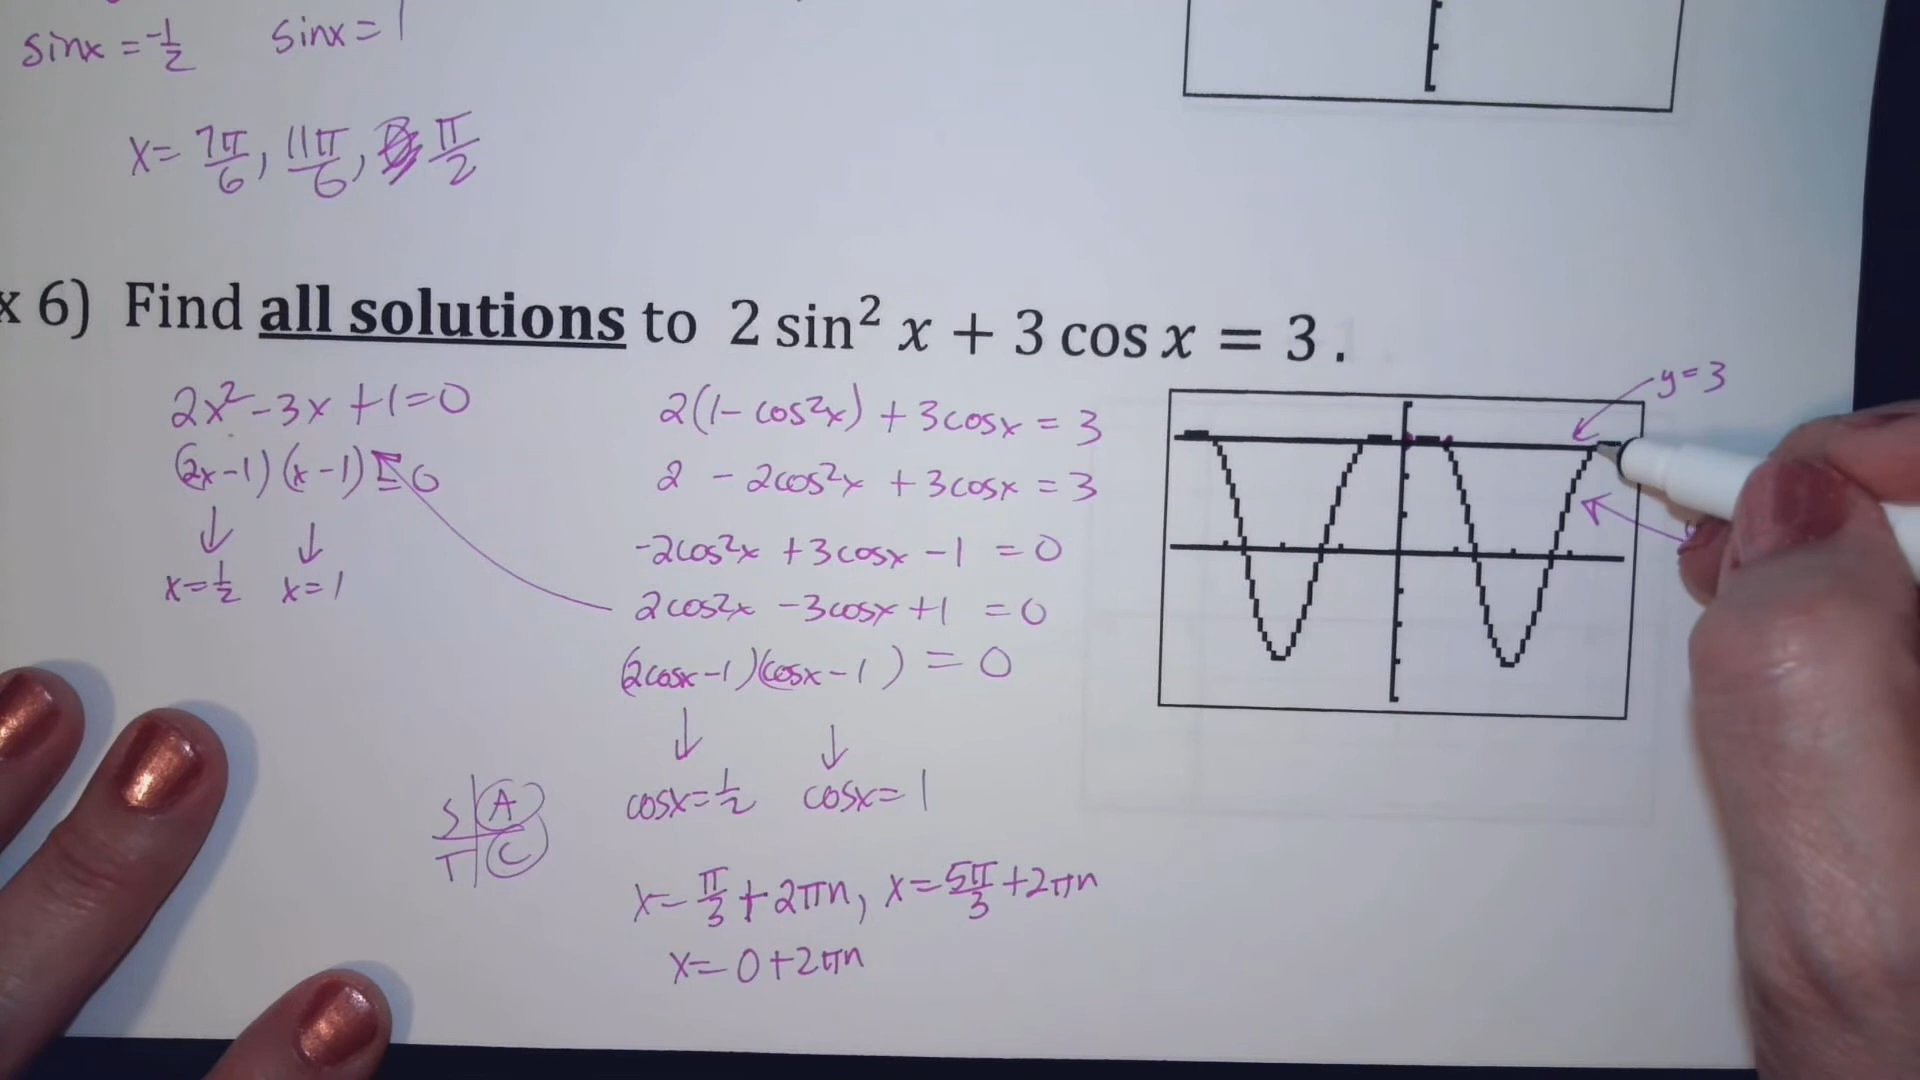 sinx = -1/2 sinx = 1
x = 7π/6, 11π/6, π/2
x 6) Find all solutions to 2 sin² x + 3 cos x = 3.
2x² - 3x + 1 = 0
(2x - 1)(x - 1) = 0
x = 1/2 x = 1
2(1 - cos²x) + 3cosx = 3
2 - 2cos²x + 3cosx = 3
-2cos²x + 3cosx - 1 = 0
2cos²x - 3cosx + 1 = 0
(2cosx - 1)(cosx - 1) = 0
cosx = 1/2 cosx = 1
S A
T C
x = π/3 + 2πn, x = 5π/3 + 2πn
x = 0 + 2πn
y = 3